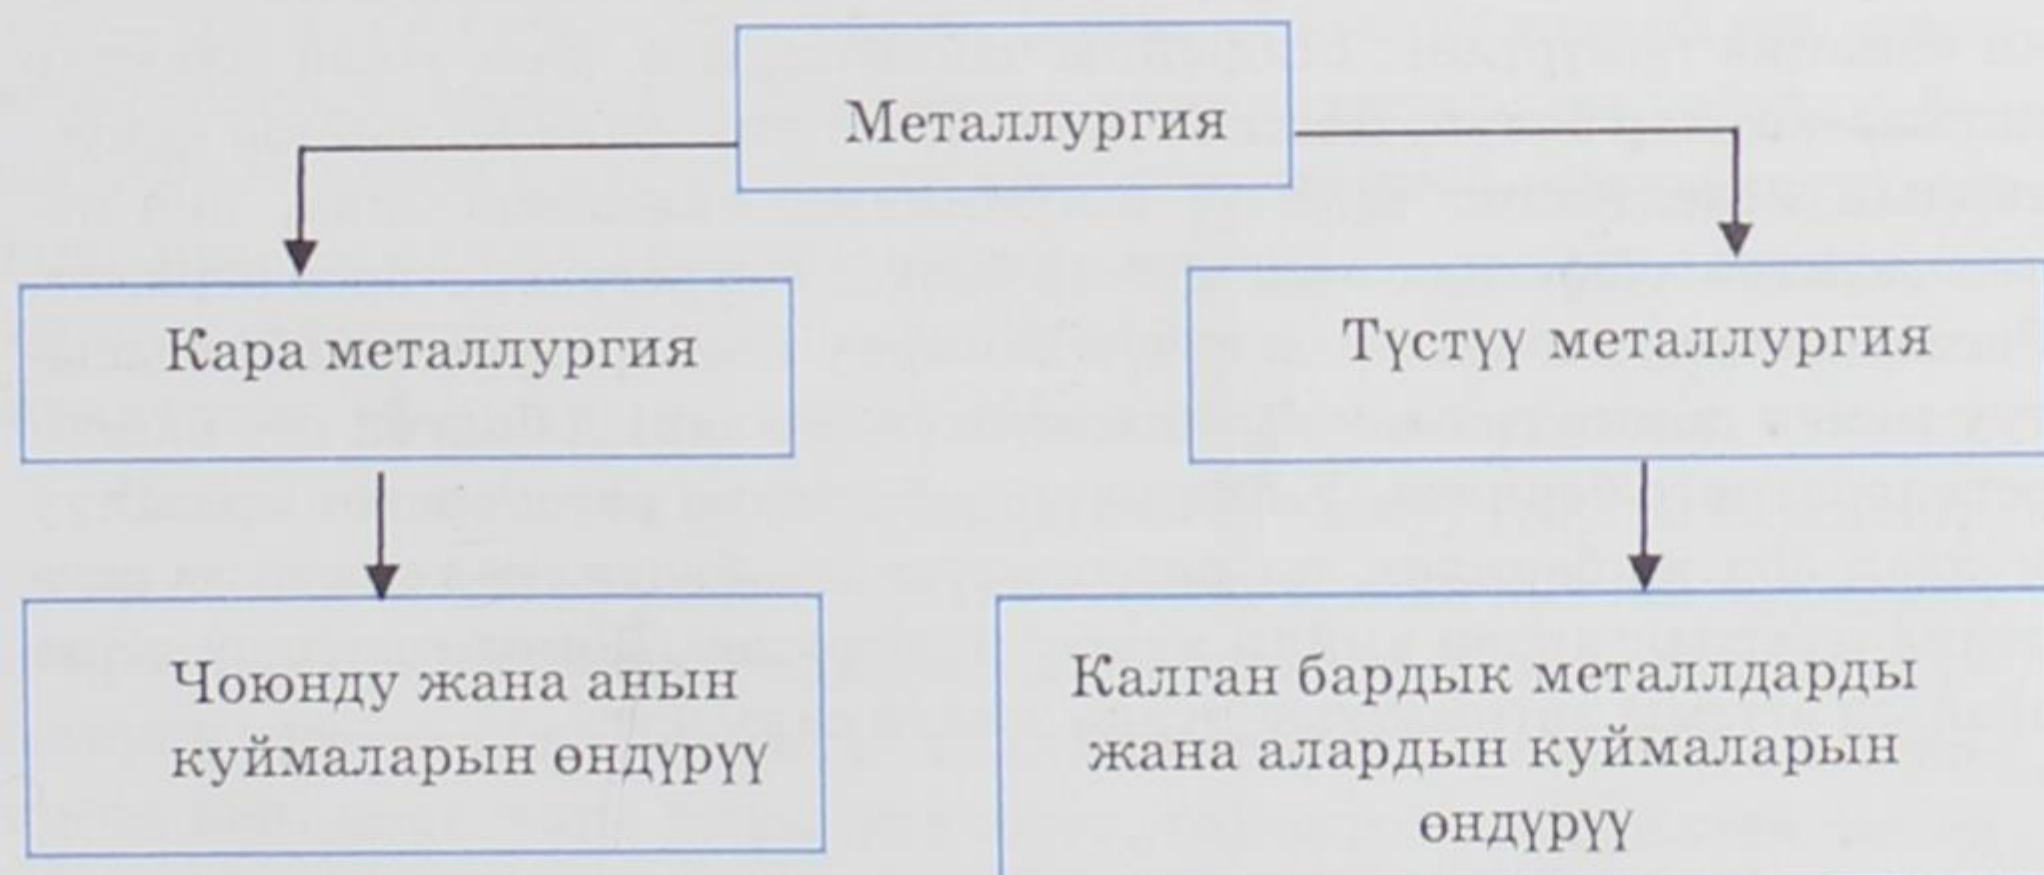 Металлургия
Кара металлургия
Түстүү металлургия
Чоюнду жана анын
куймаларын өндүрүү
Калган бардык металлдарды
жана алардын куймаларын
өндүрүү